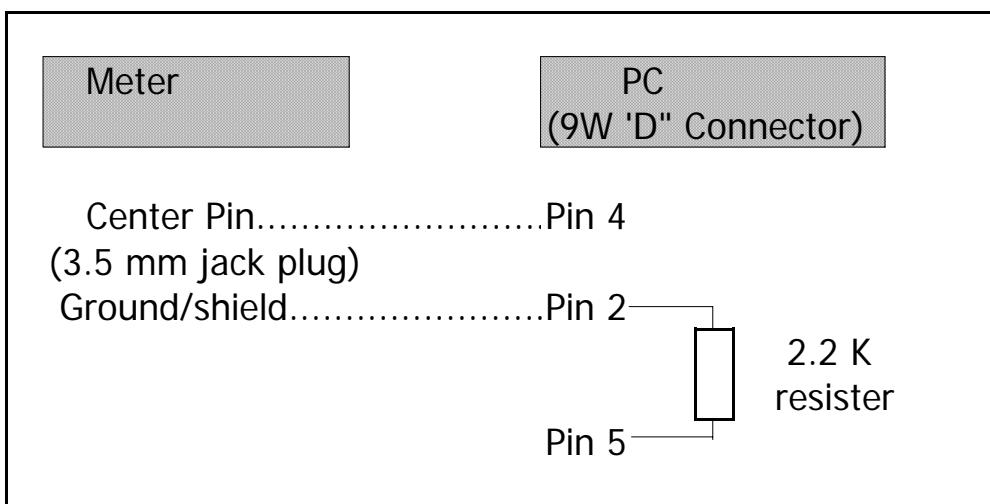 Meter
PC
(9W 'D" Connector)
Center Pin..........................Pin 4
(3.5 mm jack plug)
Ground/shield.......................Pin 2
2.2 K
resister
Pin 5